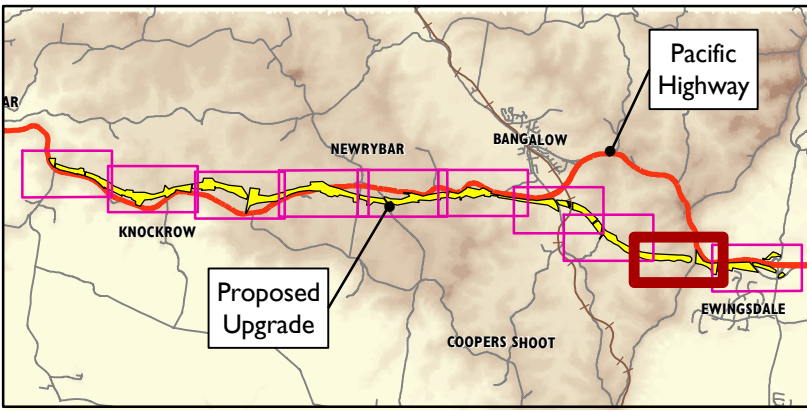 Pacific
Highway
AR
BANGALOW
NEWRYBAR
KNOCKROW
Proposed
Upgrade
EWINGSDALE
COOPERS SHOOT